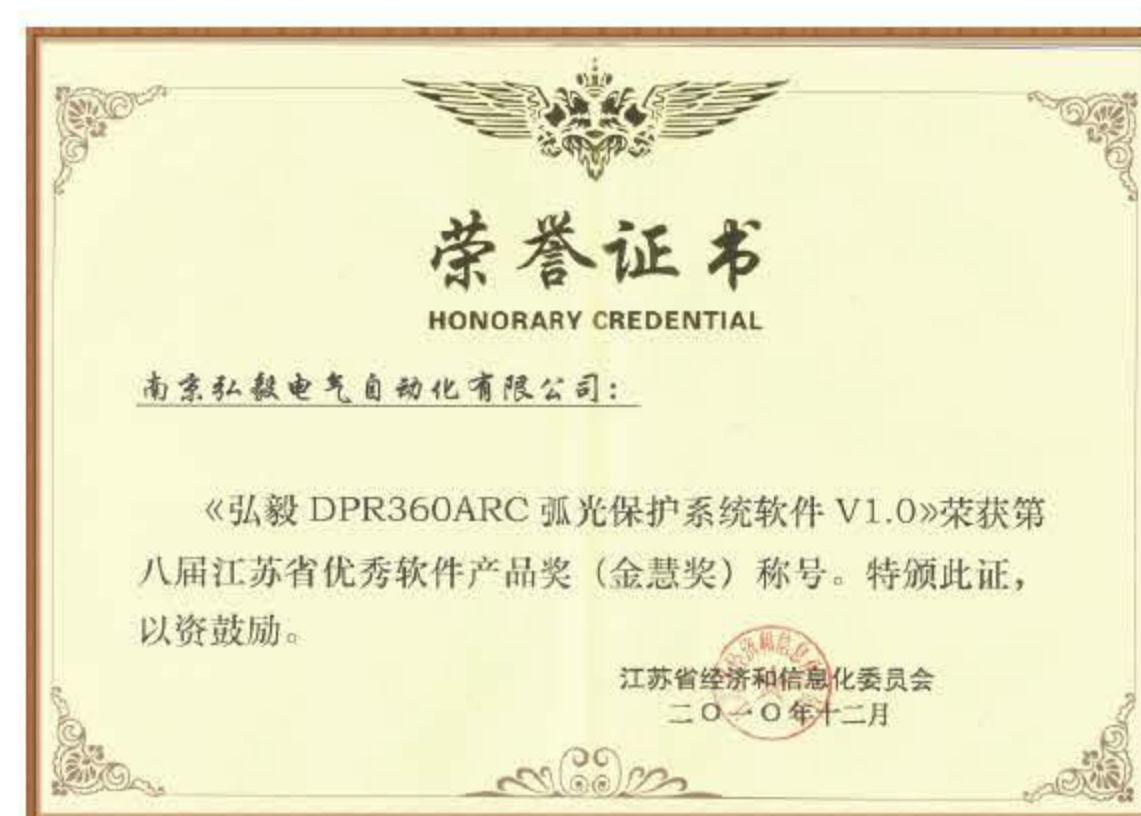 荣誉证书
HONORARY CREDENTIAL
南京弘毅电气自动化有限公司:
《弘毅 DPR360ARC 弧光保护系统软件 V1.0》荣获第
八届江苏省优秀软件产品奖(金慧奖)称号。特颁此证,
以资鼓励。
江苏省经济和信息化委员会
二〇一〇年十二月